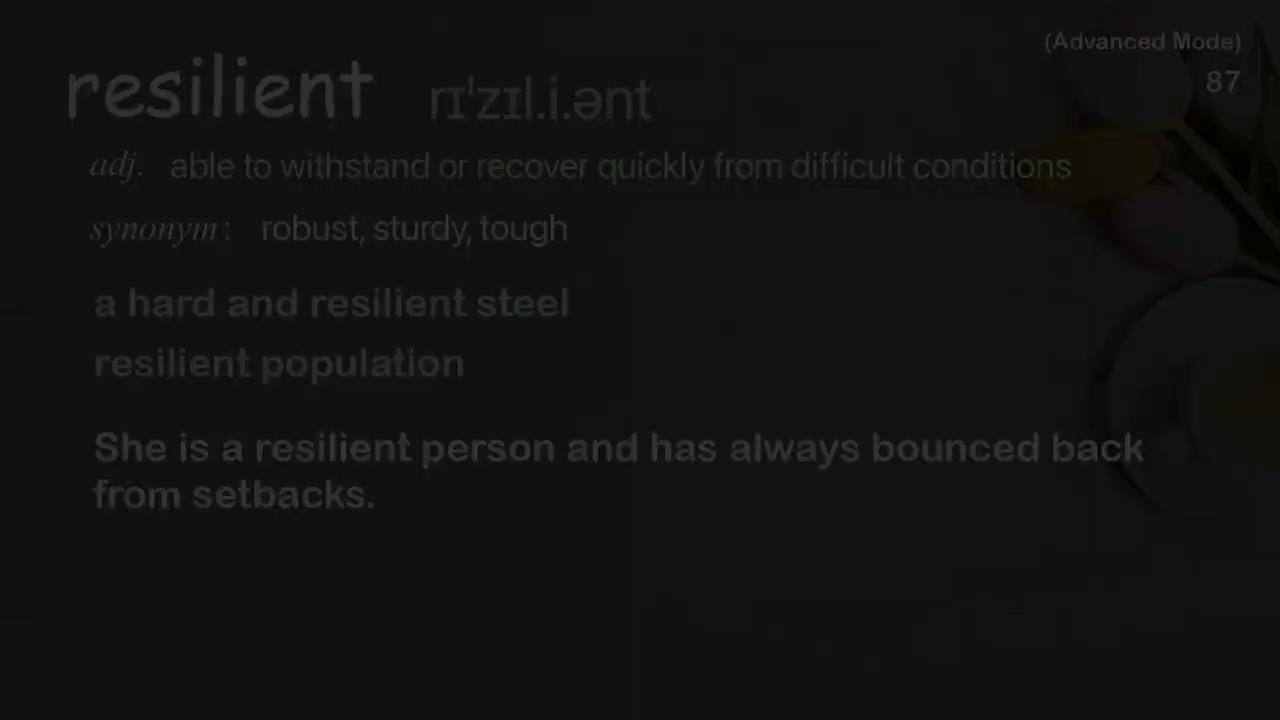 (Advanced Mode)
resilient rɪˈzɪl.i.ənt
87
adj. able to withstand or recover quickly from difficult conditions
synonym: robust, sturdy, tough
a hard and resilient steel
resilient population
She is a resilient person and has always bounced back
from setbacks.